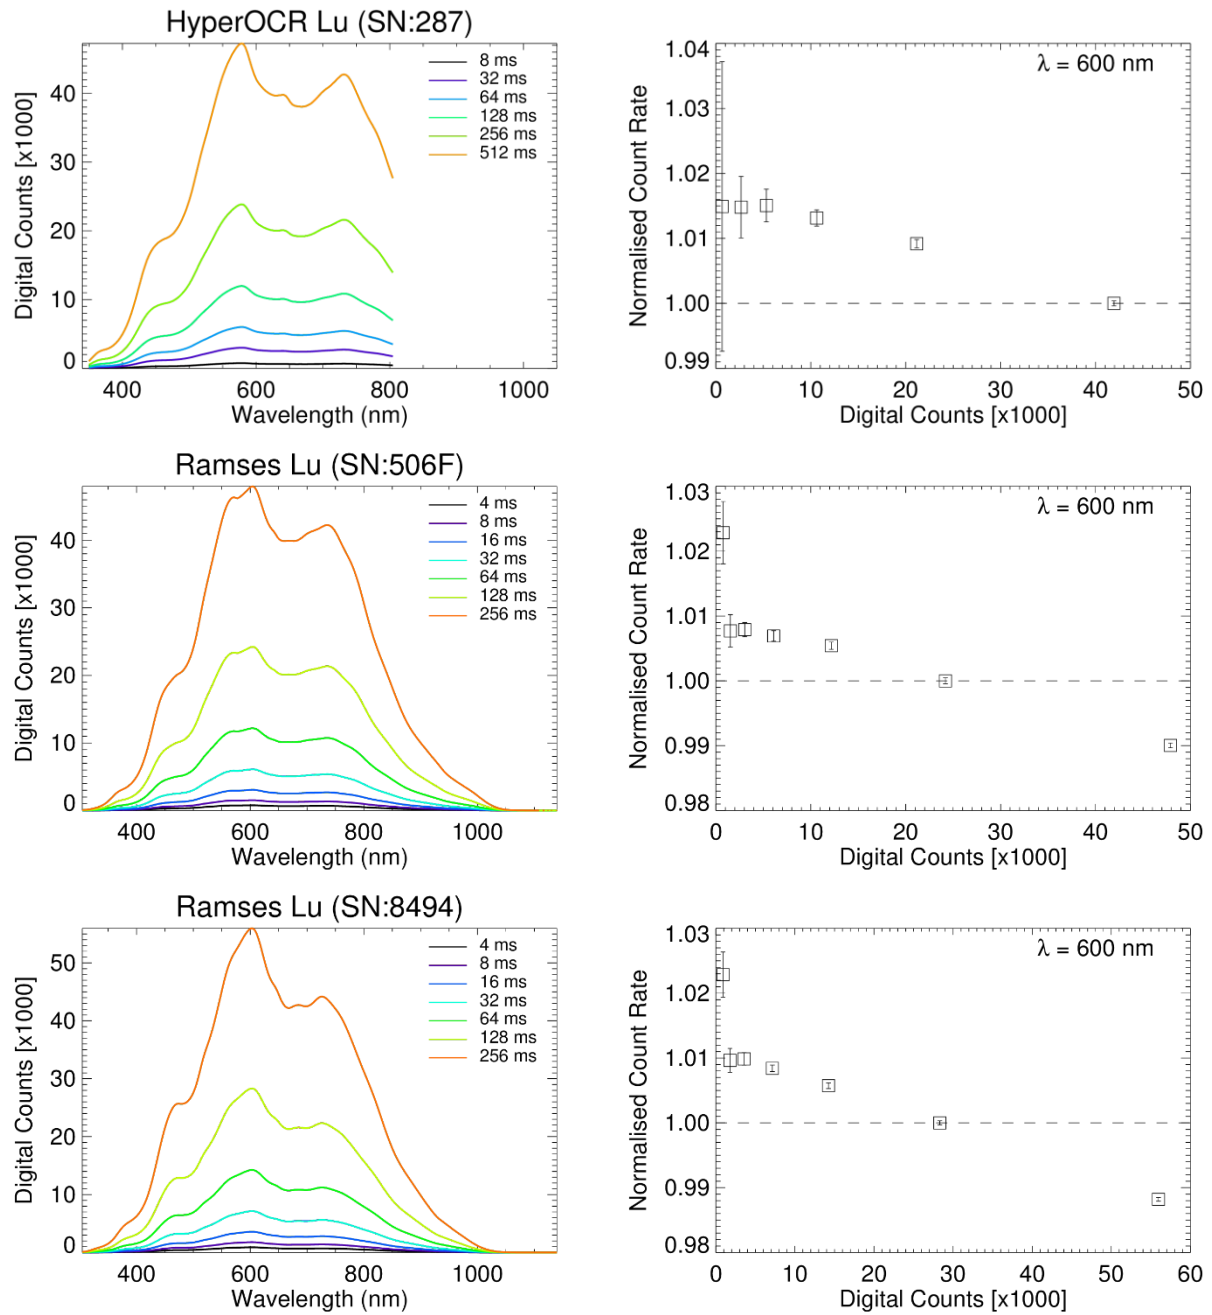 HyperOCR Lu (SN:287)
Digital Counts [x1000]
40
30
20
10
0
8 ms
32 ms
64 ms
128 ms
256 ms
512 ms
400
600
800
1000
Wavelength (nm)
Normalised Count Rate
1.04
1.03
1.02
1.01
1.00
0.99
λ = 600 nm
0
10
20
30
40
50
Digital Counts [x1000]
Ramses Lu (SN:506F)
Digital Counts [x1000]
40
30
20
10
0
4 ms
8 ms
16 ms
32 ms
64 ms
128 ms
256 ms
400
600
800
1000
Wavelength (nm)
Normalised Count Rate
1.03
1.02
1.01
1.00
0.99
0.98
λ = 600 nm
0
10
20
30
40
50
Digital Counts [x1000]
Ramses Lu (SN:8494)
Digital Counts [x1000]
50
40
30
20
10
0
4 ms
8 ms
16 ms
32 ms
64 ms
128 ms
256 ms
400
600
800
1000
Wavelength (nm)
Normalised Count Rate
1.03
1.02
1.01
1.00
0.99
0.98
λ = 600 nm
0
10
20
30
40
50
60
Digital Counts [x1000]